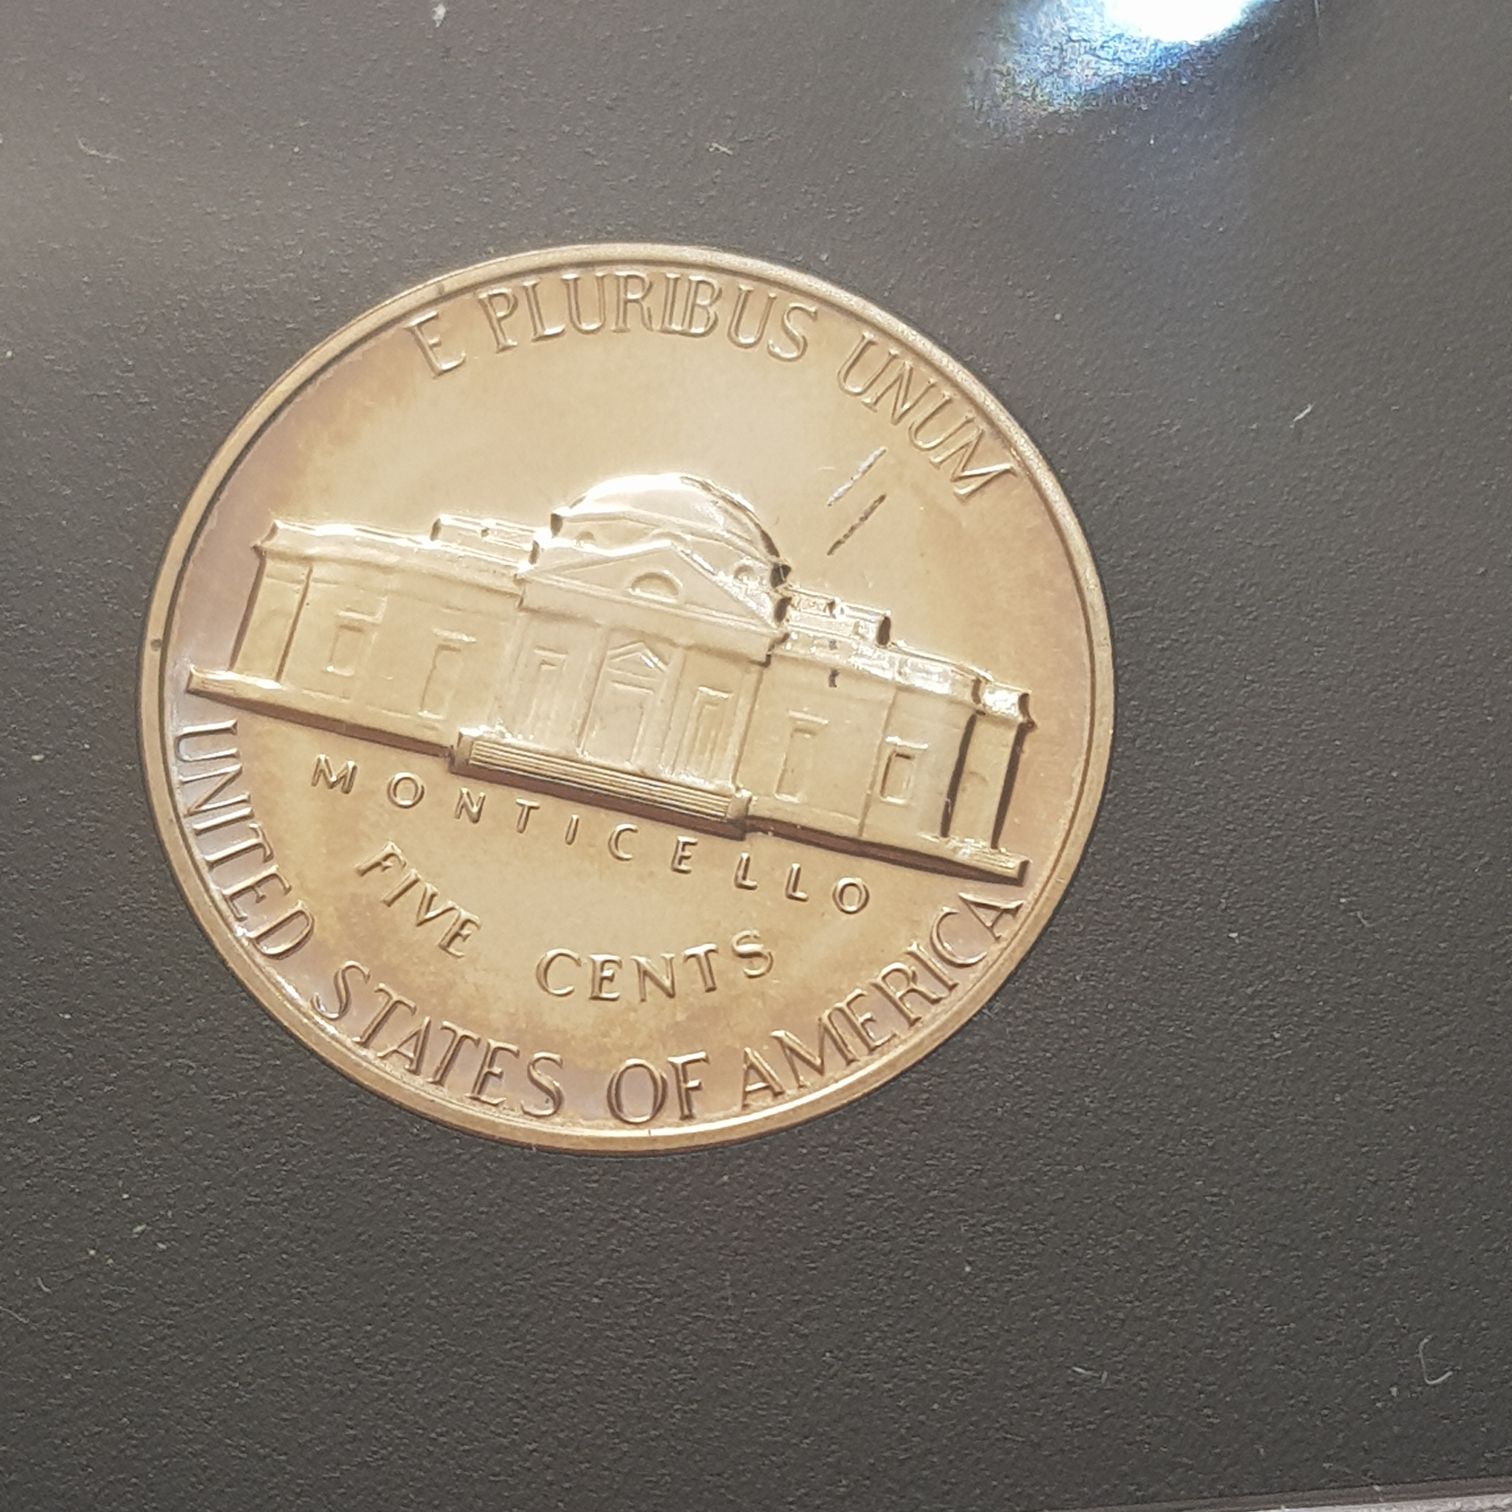 E PLURIBUS UNUM
MONTICELLO
FIVE CENTS
UNITED STATES OF AMERICA